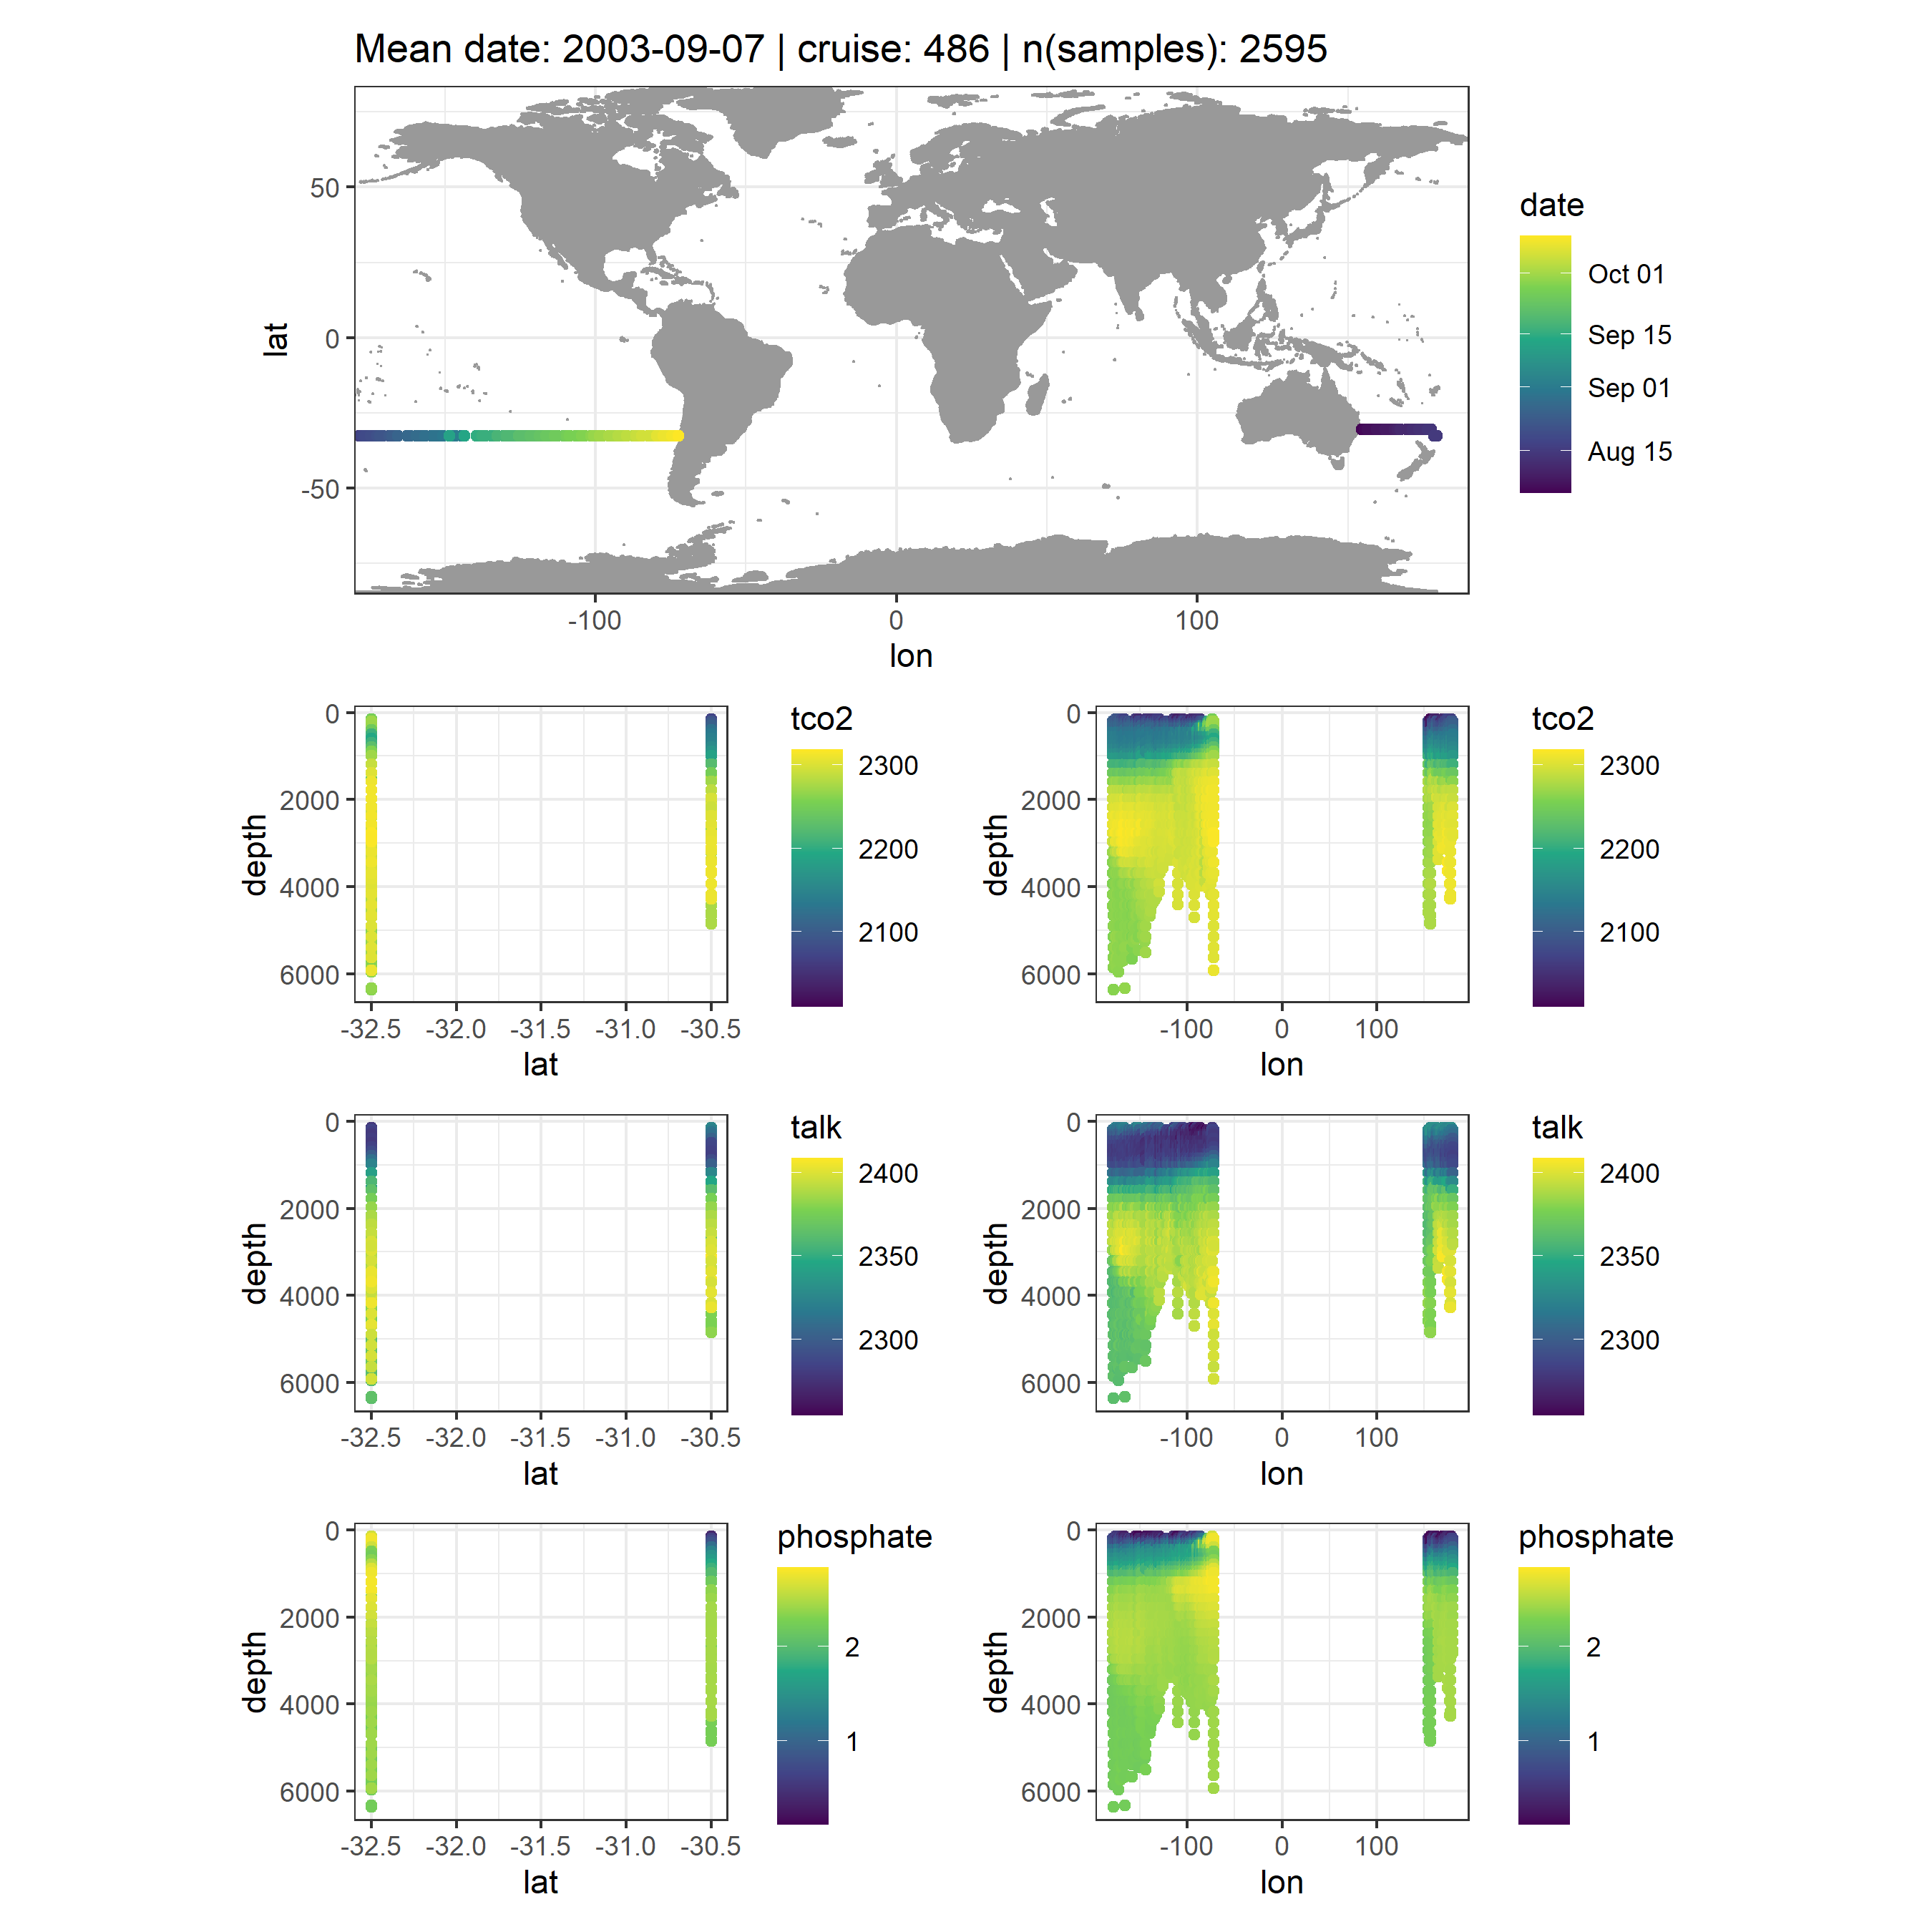 Mean date: 2003-09-07 | cruise: 486 | n(samples): 2595
lat
50
0
-50
-100
0
100
lon
date
Oct 01
Sep 15
Sep 01
Aug 15
depth
0
2000
4000
6000
-32.5
-32.0
-31.5
-31.0
-30.5
lat
tco2
2300
2200
2100
depth
0
2000
4000
6000
-100
0
100
lon
tco2
2300
2200
2100
depth
0
2000
4000
6000
-32.5
-32.0
-31.5
-31.0
-30.5
lat
talk
2400
2350
2300
depth
0
2000
4000
6000
-100
0
100
lon
talk
2400
2350
2300
depth
0
2000
4000
6000
-32.5
-32.0
-31.5
-31.0
-30.5
lat
phosphate
2
1
depth
0
2000
4000
6000
-100
0
100
lon
phosphate
2
1